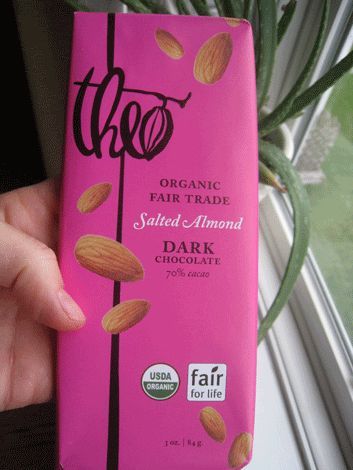 theo
ORGANIC
FAIR TRADE
Salted Almond
DARK
CHOCOLATE
70% cacao
USDA
ORGANIC
fair
for life
3 oz. | 84 g.